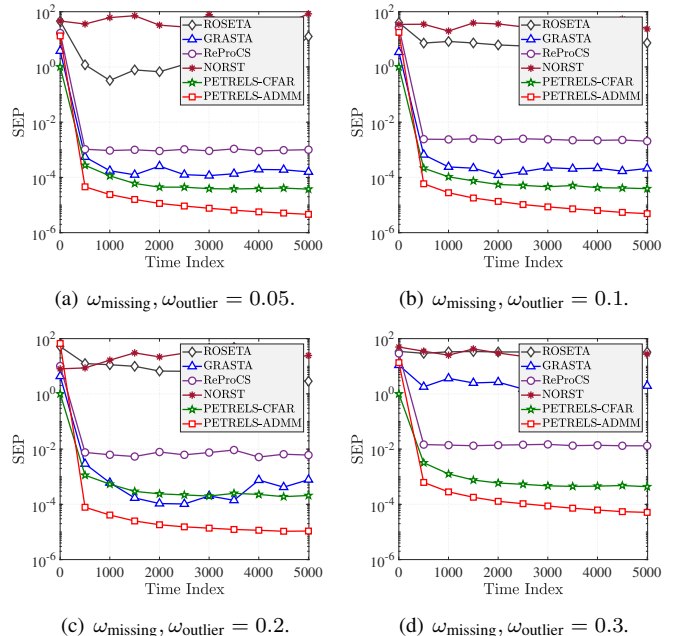 10^2
10^0
10^-2
10^-4
10^-6
SEP
0 1000 2000 3000 4000 5000
Time Index
ROSETA
GRASTA
ReProCS
NORST
PETRELS-CFAR
PETRELS-ADMM
(a) ω_missing, ω_outlier = 0.05.
10^2
10^0
10^-2
10^-4
10^-6
SEP
0 1000 2000 3000 4000 5000
Time Index
ROSETA
GRASTA
ReProCS
NORST
PETRELS-CFAR
PETRELS-ADMM
(b) ω_missing, ω_outlier = 0.1.
10^2
10^0
10^-2
10^-4
10^-6
SEP
0 1000 2000 3000 4000 5000
Time Index
ROSETA
GRASTA
ReProCS
NORST
PETRELS-CFAR
PETRELS-ADMM
(c) ω_missing, ω_outlier = 0.2.
10^2
10^0
10^-2
10^-4
10^-6
SEP
0 1000 2000 3000 4000 5000
Time Index
ROSETA
GRASTA
ReProCS
NORST
PETRELS-CFAR
PETRELS-ADMM
(d) ω_missing, ω_outlier = 0.3.